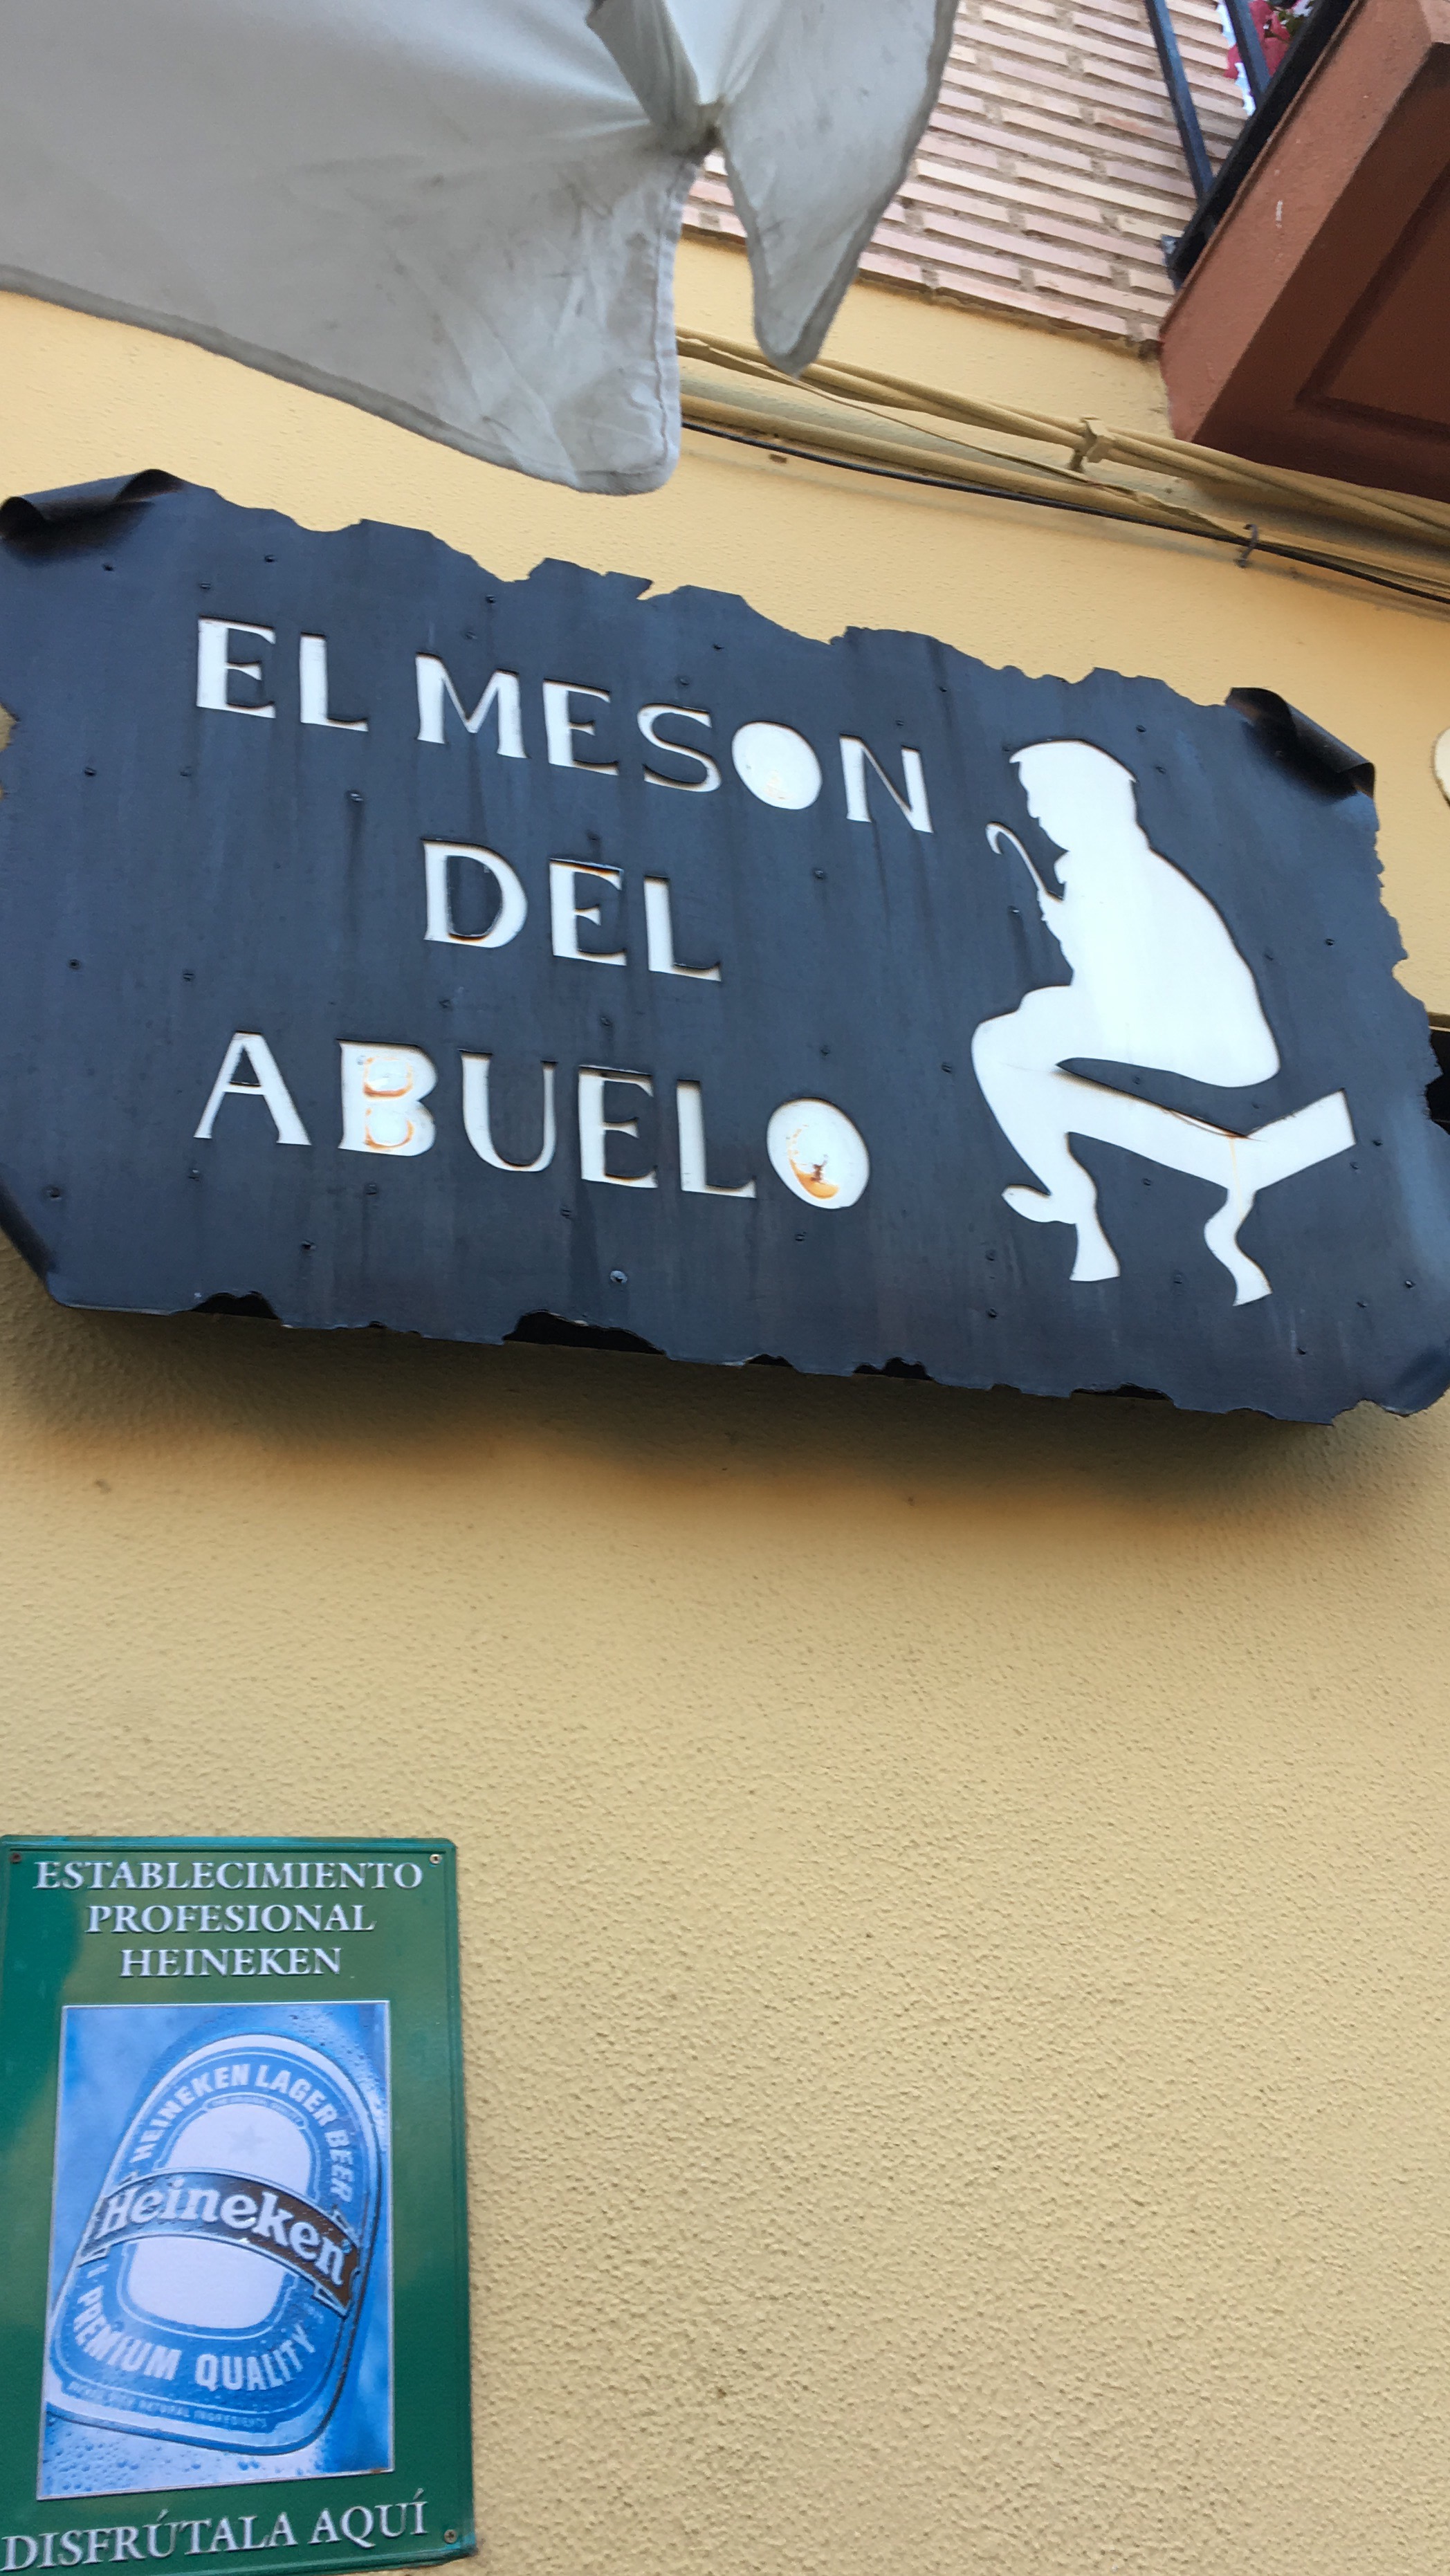 EL MESON
DEL
ABUELO
ESTABLECIMIENTO
PROFESIONAL
HEINEKEN
HEINEKEN LAGER BEER
Heineken
PREMIUM QUALITY
DISFRÚTALA AQUÍ